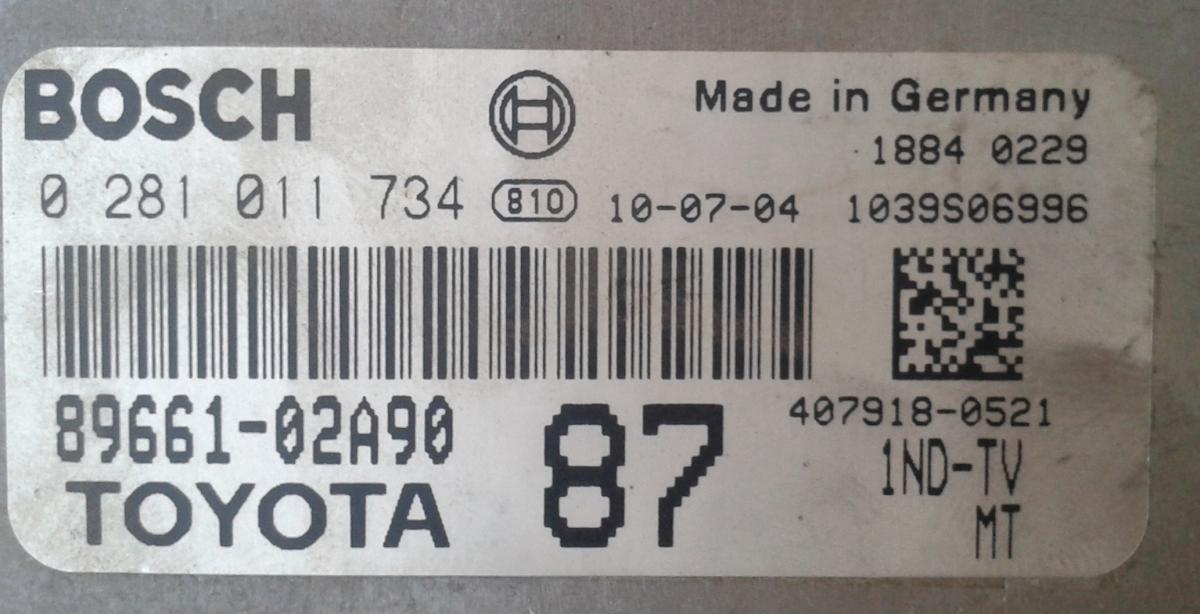 BOSCH
Made in Germany
1884 0229
0 281 011 734 810 10-07-04 1039S06996
89661-02A90
87
407918-0521
1ND-TV
TOYOTA
MT